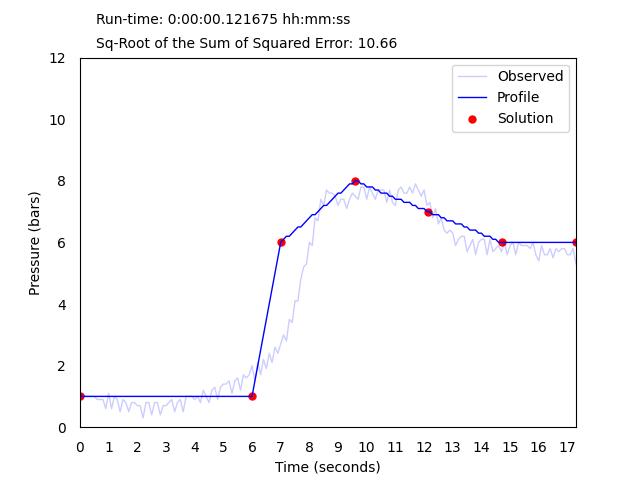 Run-time: 0:00:00.121675 hh:mm:ss
Sq-Root of the Sum of Squared Error: 10.66
Observed
Profile
Solution
Pressure (bars)
12
10
8
6
4
2
0
0 1 2 3 4 5 6 7 8 9 10 11 12 13 14 15 16 17
Time (seconds)